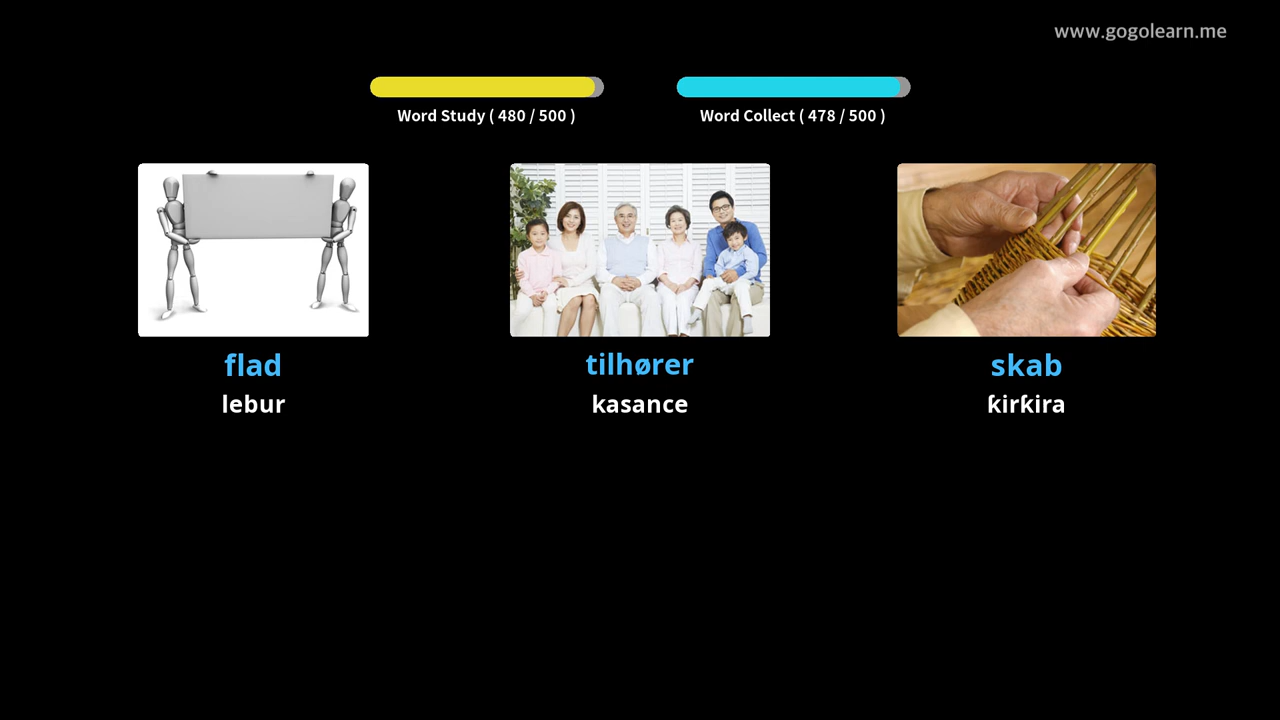 www.gogolearn.me
Word Study ( 480 / 500 )
Word Collect ( 478 / 500 )
flad
lebur
tilhører
kasance
skab
ƙirƙira